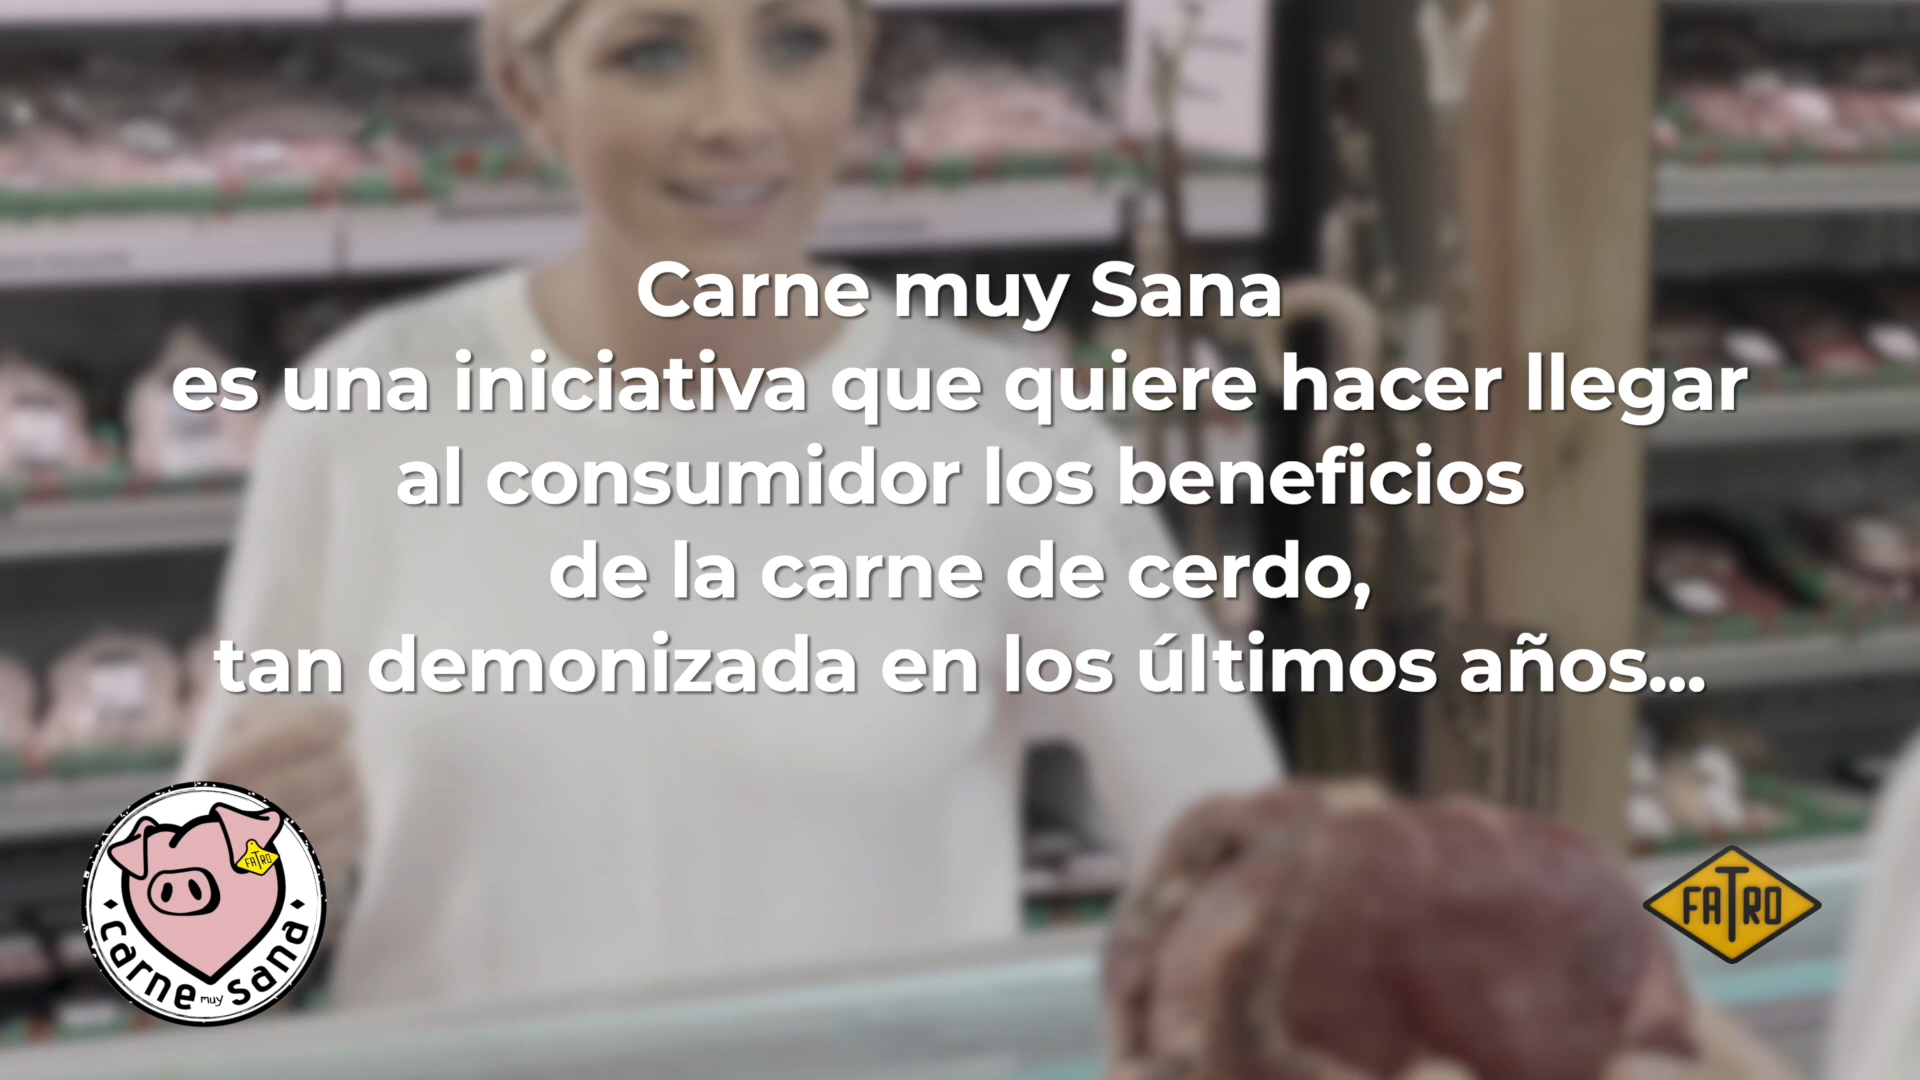 Carne muy Sana
es una iniciativa que quiere hacer llegar
al consumidor los beneficios
de la carne de cerdo,
tan demonizada en los últimos años...
FATRO
carne muy sana
FATRO